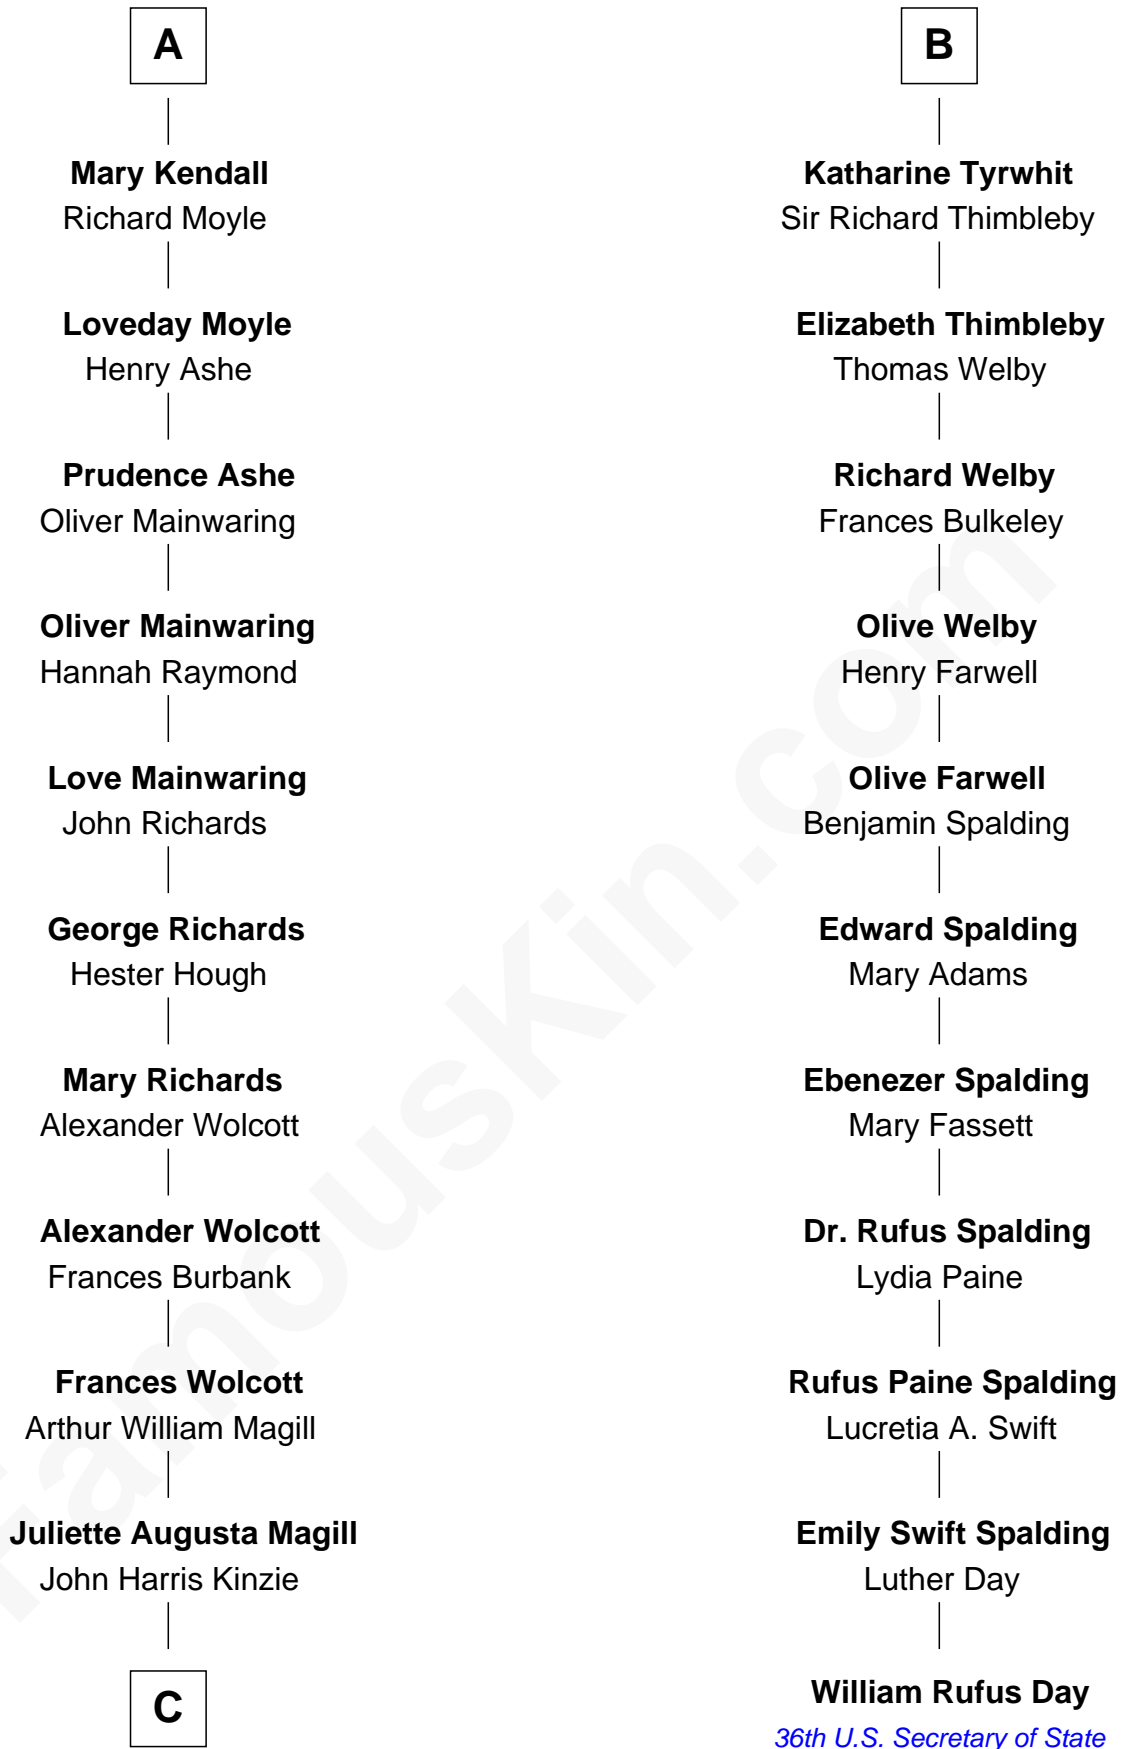 A
Mary Kendall
Richard Moyle
Loveday Moyle
Henry Ashe
Prudence Ashe
Oliver Mainwaring
Oliver Mainwaring
Hannah Raymond
Love Mainwaring
John Richards
George Richards
Hester Hough
Mary Richards
Alexander Wolcott
Alexander Wolcott
Frances Burbank
Frances Wolcott
Arthur William Magill
Juliette Augusta Magill
John Harris Kinzie
C
B
Katharine Tyrwhit
Sir Richard Thimbleby
Elizabeth Thimbleby
Thomas Welby
Richard Welby
Frances Bulkeley
Olive Welby
Henry Farwell
Olive Farwell
Benjamin Spalding
Edward Spalding
Mary Adams
Ebenezer Spalding
Mary Fassett
Dr. Rufus Spalding
Lydia Paine
Rufus Paine Spalding
Lucretia A. Swift
Emily Swift Spalding
Luther Day
William Rufus Day
36th U.S. Secretary of State
FamousKin.com